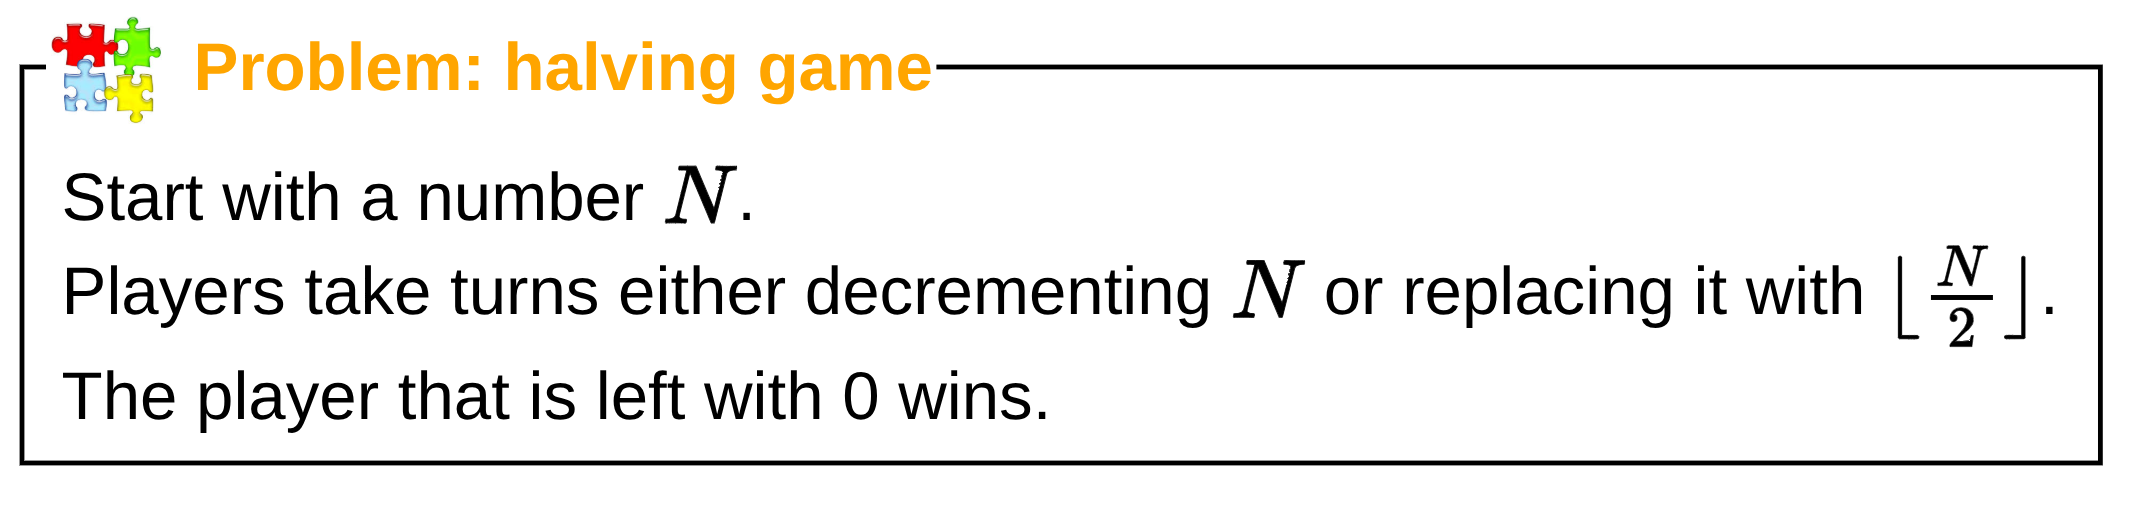 Problem: halving game
Start with a number N.
Players take turns either decrementing N or replacing it with ⌊N/2⌋.
The player that is left with 0 wins.